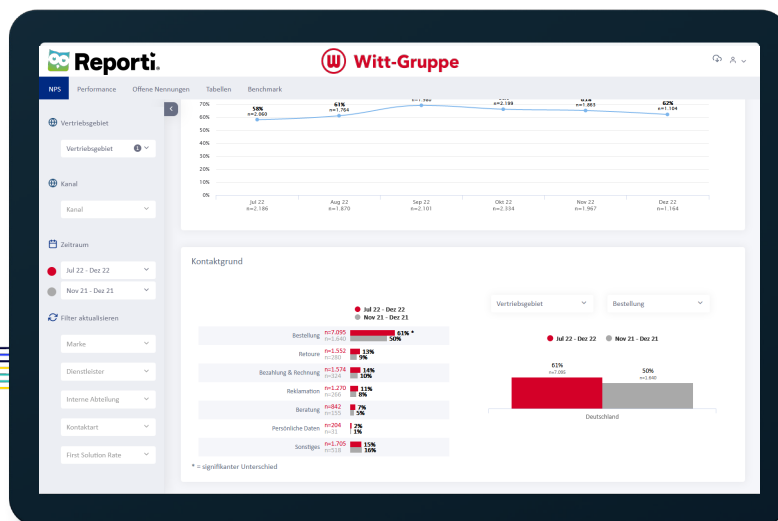 Reporti.
W Witt-Gruppe
NPS Performance Offene Nennungen Tabellen Benchmark
Vertriebsgebiet
Vertriebsgebiet
Kanal
Kanal
Zeitraum
Jul 22 - Dez 22
Nov 21 - Dez 21
Filter aktualisieren
Marke
Dienstleister
Interne Abteilung
Kontaktart
First Solution Rate
70%
60%
50%
40%
30%
20%
10%
0%
58%
n=2.060
61%
n=1.764
n=2.199
n=1.863
62%
n=1.104
Jul 22
n=2.186
Aug 22
n=1.870
Sep 22
n=2.101
Okt 22
n=2.334
Nov 22
n=1.967
Dez 22
n=1.164
Kontaktgrund
Jul 22 - Dez 22
Nov 21 - Dez 21
Bestellung n=7.095 61% *
n=1.640 50%
Retoure n=1.552 13%
n=280 9%
Bezahlung & Rechnung n=1.574 14%
n=324 10%
Reklamation n=1.270 11%
n=266 8%
Beratung n=842 7%
n=155 5%
Persönliche Daten n=204 2%
n=31 1%
Sonstiges n=1.705 15%
n=518 16%
* = signifikanter Unterschied
Vertriebsgebiet Bestellung
Jul 22 - Dez 22 Nov 21 - Dez 21
61%
n=7.095
50%
n=1.640
Deutschland